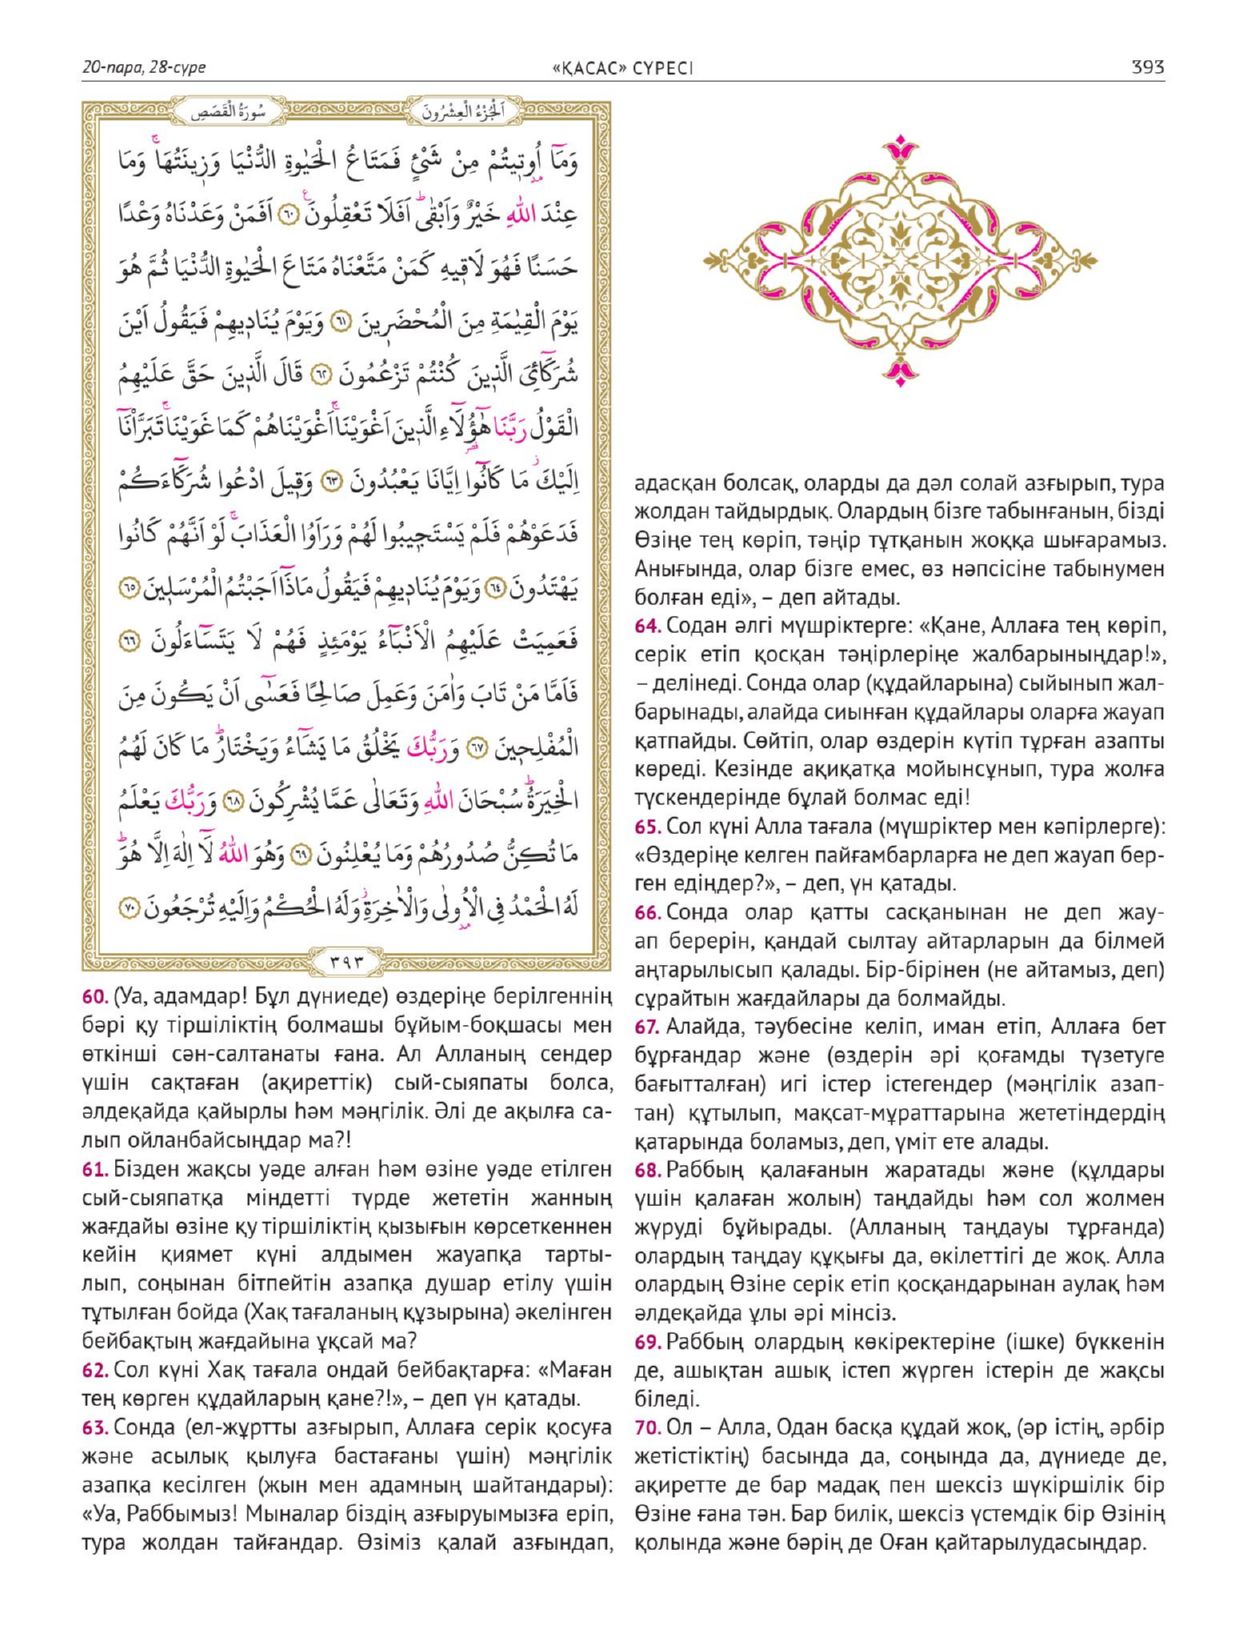 20-пара, 28-сүре
«ҚАСАС» СҮРЕСІ
393
سُورَةُ الْقَصَصِ
اَلْجُزْءُ الْعِشْرُونَ
وَمَٓا اُو۫ت۪يتُمْ مِنْ شَيْءٍ فَمَتَاعُ الْحَيٰوةِ الدُّنْيَا وَز۪ينَتُهَاۚ وَمَا
عِنْدَ اللّٰهِ خَيْرٌ وَاَبْقٰىۜ اَفَلَا تَعْقِلُونَ۟ ﴿٦٠﴾ اَفَمَنْ وَعَدْنَاهُ وَعْدًا
حَسَنًا فَهُوَ لَاق۪يهِ كَمَنْ مَتَّعْنَاهُ مَتَاعَ الْحَيٰوةِ الدُّنْيَا ثُمَّ هُوَ
يَوْمَ الْقِيٰمَةِ مِنَ الْمُحْضَر۪ينَ ﴿٦١﴾ وَيَوْمَ يُنَاد۪يهِمْ فَيَقُولُ اَيْنَ
شُرَكَٓائِيَ الَّذ۪ينَ كُنْتُمْ تَزْعُمُونَ ﴿٦٢﴾ قَالَ الَّذ۪ينَ حَقَّ عَلَيْهِمُ
الْقَوْلُ رَبَّنَا هٰٓؤُ۬لَٓاءِ الَّذ۪ينَ اَغْوَيْنَاۚ اَغْوَيْنَاهُمْ كَمَا غَوَيْنَاۚ تَبَرَّأْنَٓا
اِلَيْكَۘ مَا كَانُٓوا اِيَّانَا يَعْبُدُونَ ﴿٦٣﴾ وَق۪يلَ ادْعُوا شُرَكَٓاءَكُمْ
فَدَعَوْهُمْ فَلَمْ يَسْتَج۪يبُوا لَهُمْ وَرَاَوُا الْعَذَابَۚ لَوْ اَنَّهُمْ كَانُوا
يَهْتَدُونَ ﴿٦٤﴾ وَيَوْمَ يُنَاد۪يهِمْ فَيَقُولُ مَاذَٓا اَجَبْتُمُ الْمُرْسَل۪ينَ ﴿٦٥﴾
فَعَمِيَتْ عَلَيْهِمُ الْاَنْبَٓاءُ يَوْمَئِذٍ فَهُمْ لَا يَتَسَٓاءَلُونَ ﴿٦٦﴾
فَاَمَّا مَنْ تَابَ وَاٰمَنَ وَعَمِلَ صَالِحًا فَعَسٰٓى اَنْ يَكُونَ مِنَ
الْمُفْلِح۪ينَ ﴿٦٧﴾ وَرَبُّكَ يَخْلُقُ مَا يَشَٓاءُ وَيَخْتَارُۜ مَا كَانَ لَهُمُ
الْخِيَرَةُۜ سُبْحَانَ اللّٰهِ وَتَعَالٰى عَمَّا يُشْرِكُونَ ﴿٦٨﴾ وَرَبُّكَ يَعْلَمُ
مَا تُكِنُّ صُدُورُهُمْ وَمَا يُعْلِنُونَ ﴿٦٩﴾ وَهُوَ اللّٰهُ لَٓا اِلٰهَ اِلَّا هُوَۜ
لَهُ الْحَمْدُ فِي الْاُو۫لٰى وَالْاٰخِرَةِۘ وَلَهُ الْحُكْمُ وَاِلَيْهِ تُرْجَعُونَ ﴿٧٠﴾
٣٩٣
60. (Уа, адамдар! Бұл дүниеде) өздеріңе берілгеннің
бәрі қу тіршіліктің болмашы бұйым-боқшасы мен
өткінші сән-салтанаты ғана. Ал Алланың сендер
үшін сақтаған (ақиреттік) сый-сыяпаты болса,
әлдеқайда қайырлы һәм мәңгілік. Әлі де ақылға са-
лып ойланбайсыңдар ма?!
61. Бізден жақсы уәде алған һәм өзіне уәде етілген
сый-сыяпатқа міндетті түрде жететін жанның
жағдайы өзіне қу тіршіліктің қызығын көрсеткеннен
кейін қиямет күні алдымен жауапқа тарты-
лып, соңынан бітпейтін азапқа душар етілу үшін
тұтылған бойда (Хақ тағаланың құзырына) әкелінген
бейбақтың жағдайына ұқсай ма?
62. Сол күні Хақ тағала ондай бейбақтарға: «Маған
тең көрген құдайларың қане?!», – деп үн қатады.
63. Сонда (ел-жұртты азғырып, Аллаға серік қосуға
және асылық қылуға бастағаны үшін) мәңгілік
азапқа кесілген (жын мен адамның шайтандары):
«Уа, Раббымыз! Мыналар біздің азғыруымызға еріп,
тура жолдан тайғандар. Өзіміз қалай азғындап,
адасқан болсақ, оларды да дәл солай азғырып, тура
жолдан тайдырдық. Олардың бізге табынғанын, бізді
Өзіңе тең көріп, тәңір тұтқанын жоққа шығарамыз.
Анығында, олар бізге емес, өз нәпсісіне табынумен
болған еді», – деп айтады.
64. Содан әлгі мүшріктерге: «Қане, Аллаға тең көріп,
серік етіп қосқан тәңірлеріңе жалбарыныңдар!»,
– делінеді. Сонда олар (құдайларына) сыйынып жал-
барынады, алайда сиынған құдайлары оларға жауап
қатпайды. Сөйтіп, олар өздерін күтіп тұрған азапты
көреді. Кезінде ақиқатқа мойынсұнып, тура жолға
түскендерінде бұлай болмас еді!
65. Сол күні Алла тағала (мүшріктер мен кәпірлерге):
«Өздеріңе келген пайғамбарларға не деп жауап бер-
ген едіңдер?», – деп, үн қатады.
66. Сонда олар қатты сасқанынан не деп жау-
ап берерін, қандай сылтау айтарларын да білмей
аңтарылысып қалады. Бір-бірінен (не айтамыз, деп)
сұрайтын жағдайлары да болмайды.
67. Алайда, тәубесіне келіп, иман етіп, Аллаға бет
бұрғандар және (өздерін әрі қоғамды түзетуге
бағытталған) игі істер істегендер (мәңгілік азап-
тан) құтылып, мақсат-мұраттарына жететіндердің
қатарында боламыз, деп, үміт ете алады.
68. Раббың қалағанын жаратады және (құлдары
үшін қалаған жолын) таңдайды һәм сол жолмен
жүруді бұйырады. (Алланың таңдауы тұрғанда)
олардың таңдау құқығы да, өкілеттігі де жоқ. Алла
олардың Өзіне серік етіп қосқандарынан аулақ һәм
әлдеқайда ұлы әрі мінсіз.
69. Раббың олардың көкіректеріне (ішке) бүккенін
де, ашықтан ашық істеп жүрген істерін де жақсы
біледі.
70. Ол – Алла, Одан басқа құдай жоқ, (әр істің, әрбір
жетістіктің) басында да, соңында да, дүниеде де,
ақиретте де бар мадақ пен шексіз шүкіршілік бір
Өзіне ғана тән. Бар билік, шексіз үстемдік бір Өзінің
қолында және бәрің де Оған қайтарылудасыңдар.